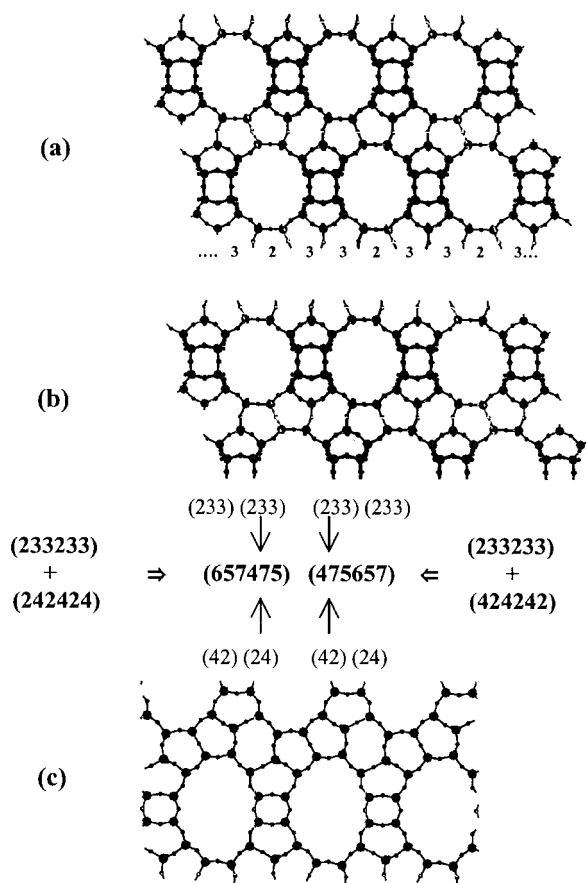 (a)
.... 3 2 3 3 2 3 3 2 3...
(b)
(233) (233) (233) (233)
(233233) (233233)
+ ⇒ (657475) (475657) ⇐ +
(242424) (424242)
(42) (24) (42) (24)
(c)